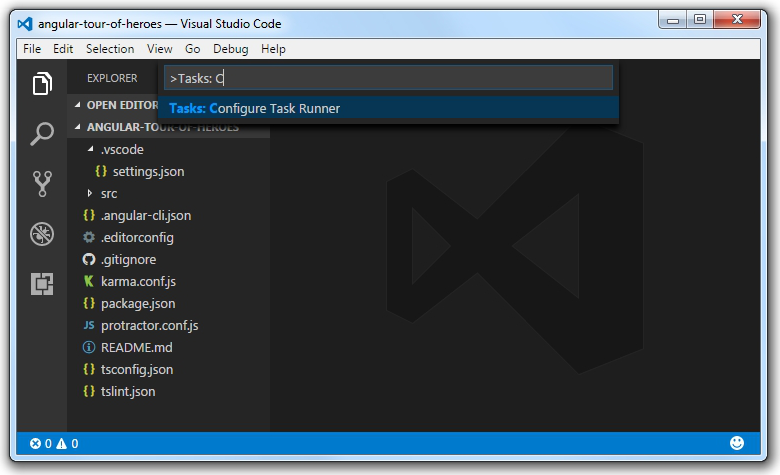 angular-tour-of-heroes — Visual Studio Code
File Edit Selection View Go Debug Help
EXPLORER
>Tasks: C
Tasks: Configure Task Runner
OPEN EDITOR
ANGULAR-TOUR-OF-HEROES
.vscode
{} settings.json
src
{} .angular-cli.json
.editorconfig
.gitignore
K karma.conf.js
{} package.json
JS protractor.conf.js
README.md
{} tsconfig.json
{} tslint.json
0 0